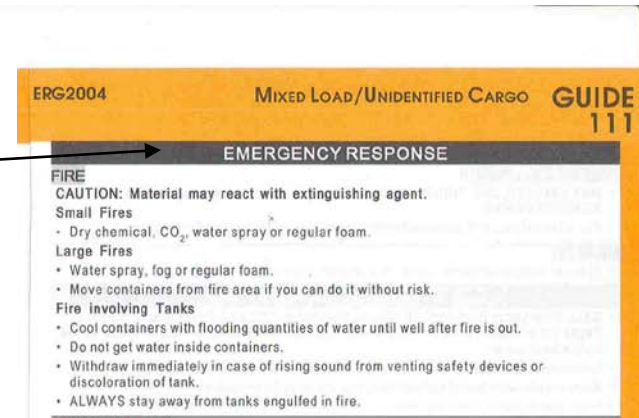 ERG2004 MIXED LOAD/UNIDENTIFIED CARGO GUIDE
111
EMERGENCY RESPONSE
FIRE
CAUTION: Material may react with extinguishing agent.
Small Fires
• Dry chemical, CO₂, water spray or regular foam.
Large Fires
• Water spray, fog or regular foam.
• Move containers from fire area if you can do it without risk.
Fire involving Tanks
• Cool containers with flooding quantities of water until well after fire is out.
• Do not get water inside containers.
• Withdraw immediately in case of rising sound from venting safety devices or
discoloration of tank.
• ALWAYS stay away from tanks engulfed in fire.